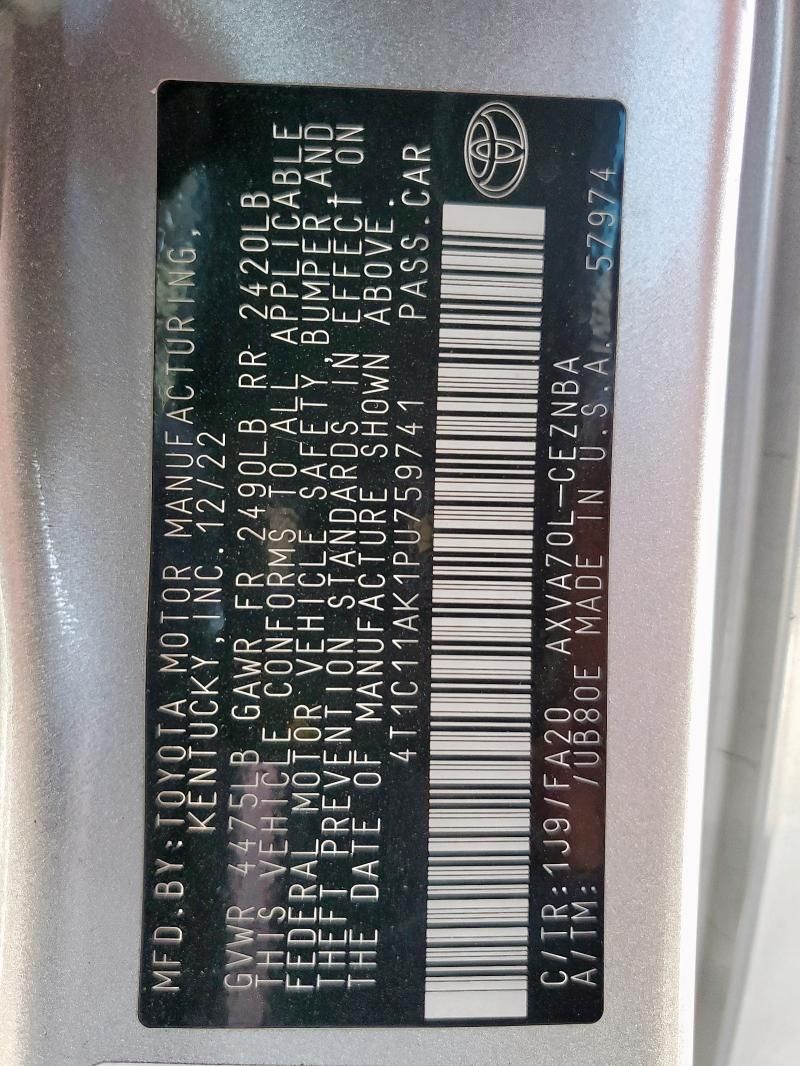 MFD.BY:TOYOTA MOTOR MANUFACTURING,
KENTUCKY,INC.12/22
GVWR 4475LB GAWR FR 2490LB RR 2420LB
THIS VEHICLE CONFORMS TO ALL APPLICABLE
FEDERAL MOTOR VEHICLE SAFETY,BUMPER,AND
THEFT PREVENTION STANDARDS IN EFFECT ON
THE DATE OF MANUFACTURE SHOWN ABOVE.
4T1C11AK1PU759741 PASS.CAR
C/TR:1J9/FA20 AXVA70L-CEZNBA
A/TM: /UB80E MADE IN U.S.A. 57974